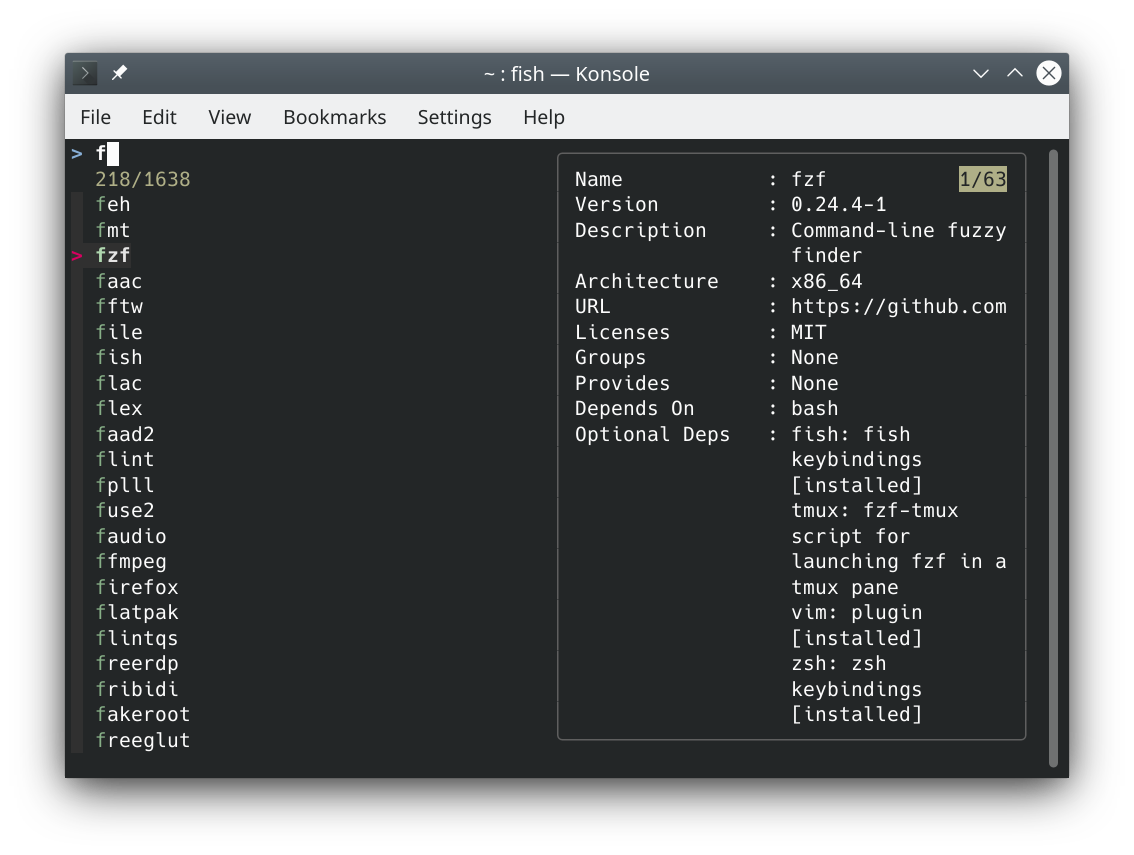 ~ : fish — Konsole
File Edit View Bookmarks Settings Help
> f
218/1638
feh
fmt
> fzf
faac
fftw
file
fish
flac
flex
faad2
flint
fplll
fuse2
faudio
ffmpeg
firefox
flatpak
flintqs
freerdp
fribidi
fakeroot
freeglut
Name : fzf 1/63
Version : 0.24.4-1
Description : Command-line fuzzy
finder
Architecture : x86_64
URL : https://github.com
Licenses : MIT
Groups : None
Provides : None
Depends On : bash
Optional Deps : fish: fish
keybindings
[installed]
tmux: fzf-tmux
script for
launching fzf in a
tmux pane
vim: plugin
[installed]
zsh: zsh
keybindings
[installed]